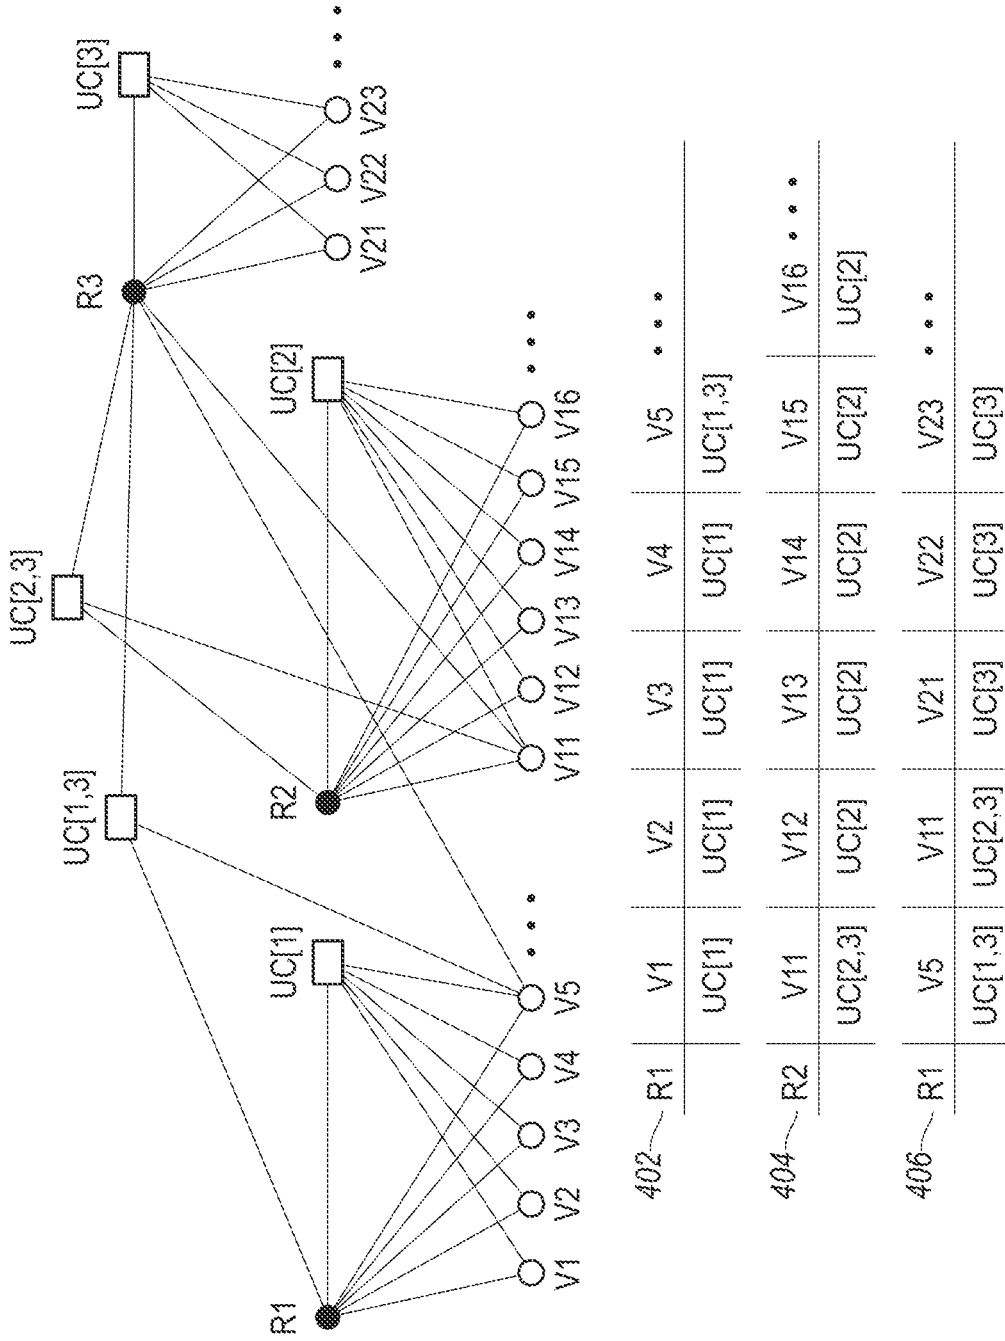 UC[2,3]
UC[1,3]
UC[3]
R3
V21 V22 V23
R1
UC[1]
R2
UC[2]
V1 V2 V3 V4 V5
V11 V12 V13 V14 V15 V16
402
R1 V1 V2 V3 V4 V5
UC[1] UC[1] UC[1] UC[1] UC[1,3]
404
R2 V11 V12 V13 V14 V15 V16
UC[2,3] UC[2] UC[2] UC[2] UC[2] UC[2]
406
R1 V5 V11 V21 V22 V23
UC[1,3] UC[2,3] UC[3] UC[3] UC[3]